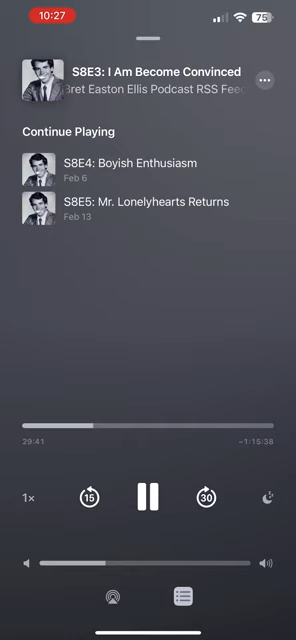 10:27
75
S8E3: I Am Become Convinced
Bret Easton Ellis Podcast RSS Feed
Continue Playing
S8E4: Boyish Enthusiasm
Feb 6
S8E5: Mr. Lonelyhearts Returns
Feb 13
29:41
-1:15:38
1×
15
30